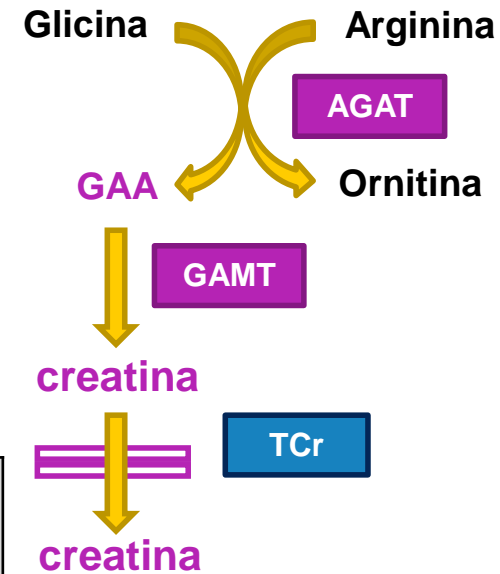 Glicina Arginina
AGAT
GAA Ornitina
GAMT
creatina
TCr
creatina